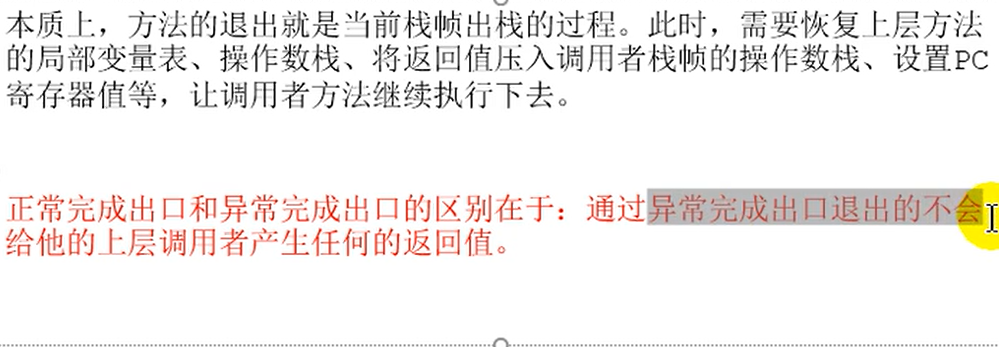 本质上，方法的退出就是当前栈帧出栈的过程。此时，需要恢复上层方法
的局部变量表、操作数栈、将返回值压入调用者栈帧的操作数栈、设置PC
寄存器值等，让调用者方法继续执行下去。
正常完成出口和异常完成出口的区别在于：通过异常完成出口退出的不会
给他的上层调用者产生任何的返回值。